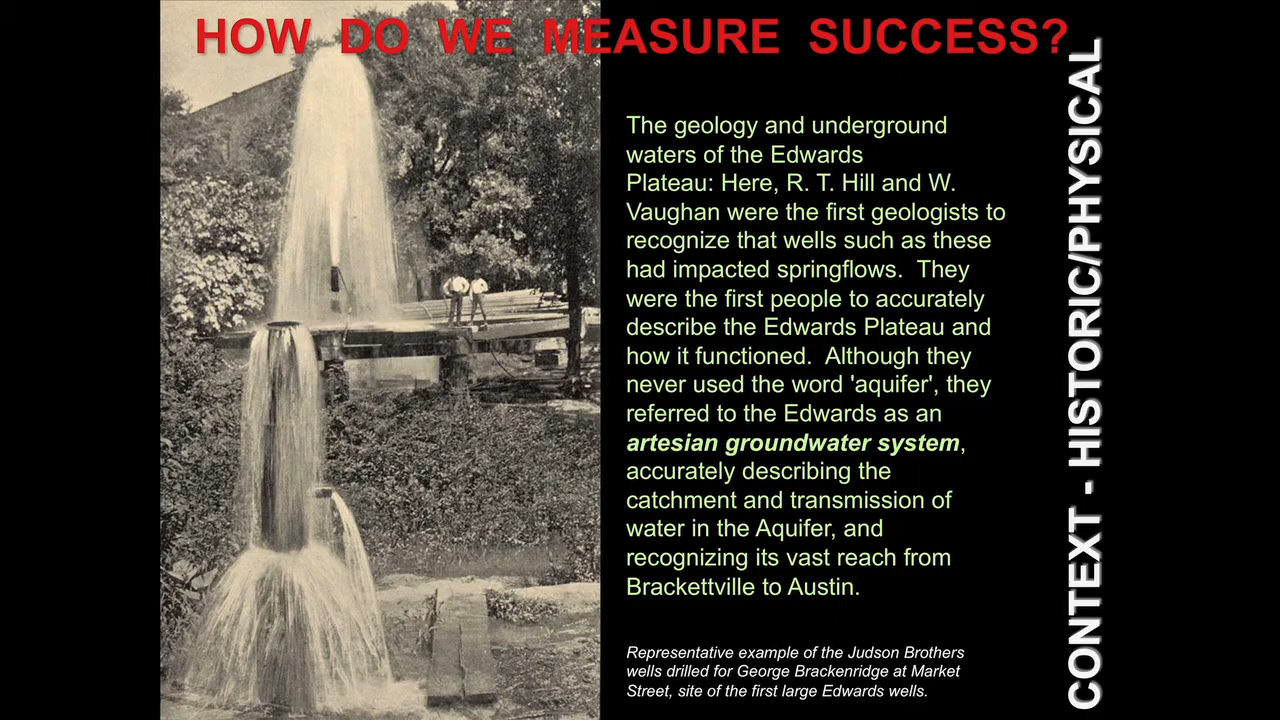 HOW DO WE MEASURE SUCCESS?
The geology and underground
waters of the Edwards
Plateau: Here, R. T. Hill and W.
Vaughan were the first geologists to
recognize that wells such as these
had impacted springflows. They
were the first people to accurately
describe the Edwards Plateau and
how it functioned. Although they
never used the word 'aquifer', they
referred to the Edwards as an
artesian groundwater system,
accurately describing the
catchment and transmission of
water in the Aquifer, and
recognizing its vast reach from
Brackettville to Austin.
Representative example of the Judson Brothers
wells drilled for George Brackenridge at Market
Street, site of the first large Edwards wells.
CONTEXT - HISTORIC/PHYSICAL